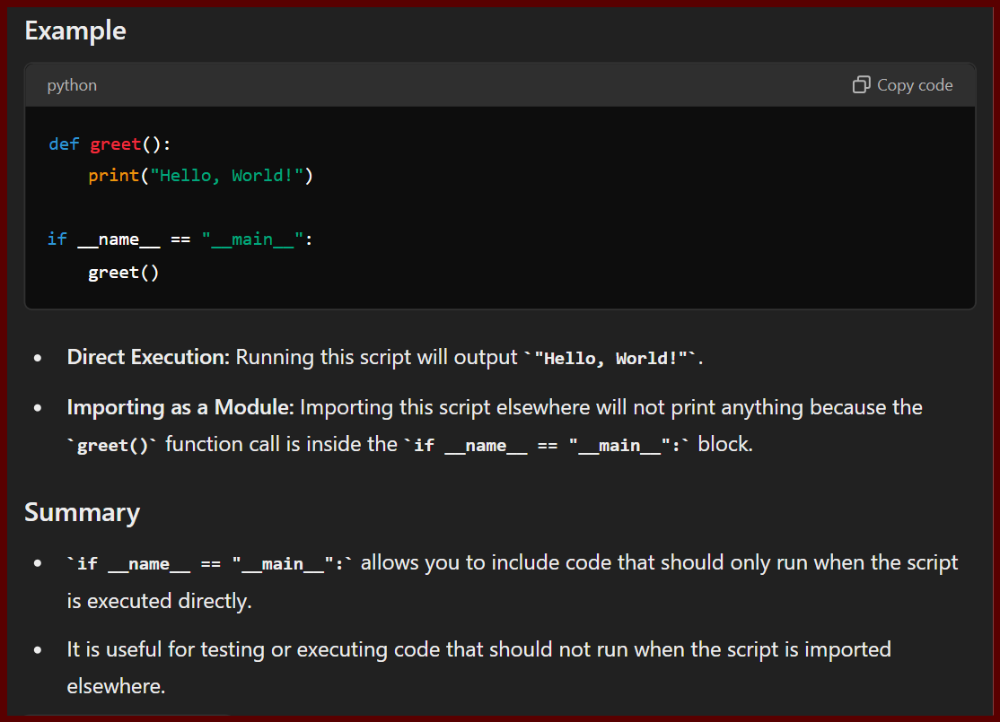 Example
python
Copy code
def greet():
    print("Hello, World!")
if __name__ == "__main__":
    greet()
• Direct Execution: Running this script will output `"Hello, World!"`.
• Importing as a Module: Importing this script elsewhere will not print anything because the
`greet()` function call is inside the `if __name__ == "__main__":` block.
Summary
• `if __name__ == "__main__":` allows you to include code that should only run when the script
is executed directly.
• It is useful for testing or executing code that should not run when the script is imported
elsewhere.